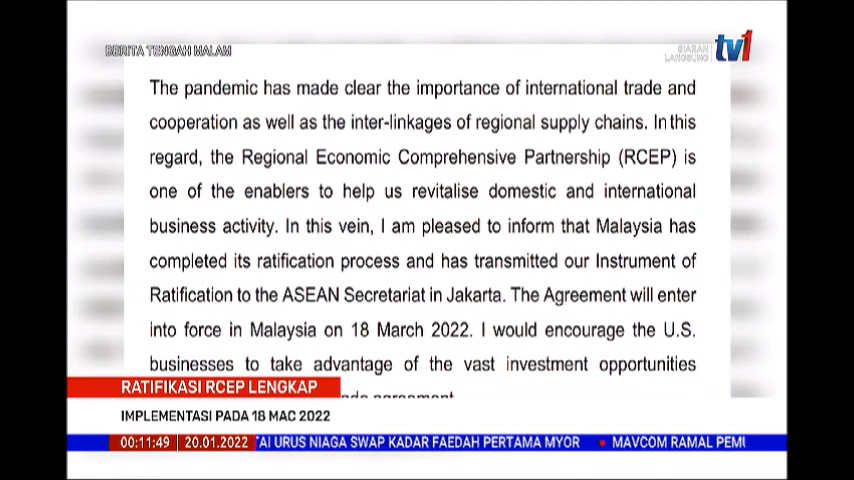 BERITA TENGAH MALAM
SIARAN
LANGSUNG
tv1
The pandemic has made clear the importance of international trade and
cooperation as well as the inter-linkages of regional supply chains. In this
regard, the Regional Economic Comprehensive Partnership (RCEP) is
one of the enablers to help us revitalise domestic and international
business activity. In this vein, I am pleased to inform that Malaysia has
completed its ratification process and has transmitted our Instrument of
Ratification to the ASEAN Secretariat in Jakarta. The Agreement will enter
into force in Malaysia on 18 March 2022. I would encourage the U.S.
businesses to take advantage of the vast investment opportunities
agreement
RATIFIKASI RCEP LENGKAP
IMPLEMENTASI PADA 18 MAC 2022
00:11:49 20.01.2022 TAI URUS NIAGA SWAP KADAR FAEDAH PERTAMA MYOR • MAVCOM RAMAL PEMU